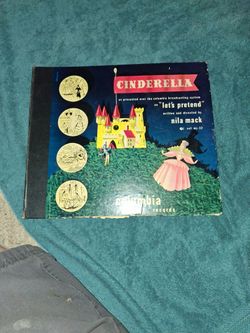 CINDERELLA
as presented over the columbia broadcasting system
on "let's pretend"
written and directed by
nila mack
columbia
records